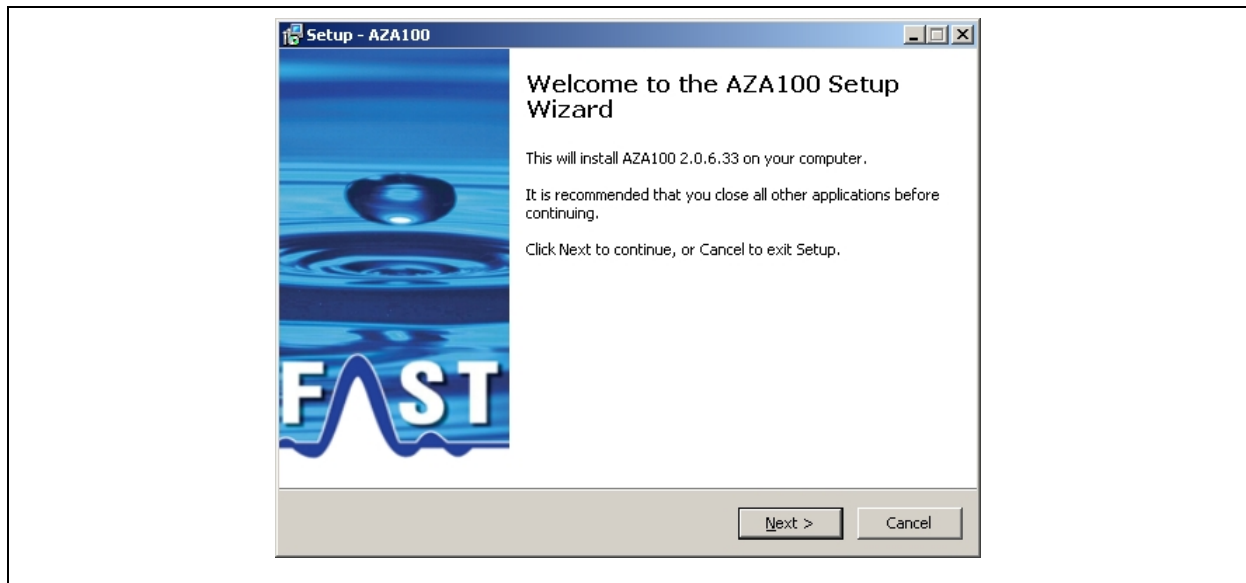 Setup - AZA100
Welcome to the AZA100 Setup
Wizard
This will install AZA100 2.0.6.33 on your computer.
It is recommended that you close all other applications before
continuing.
Click Next to continue, or Cancel to exit Setup.
FAST
Next >
Cancel